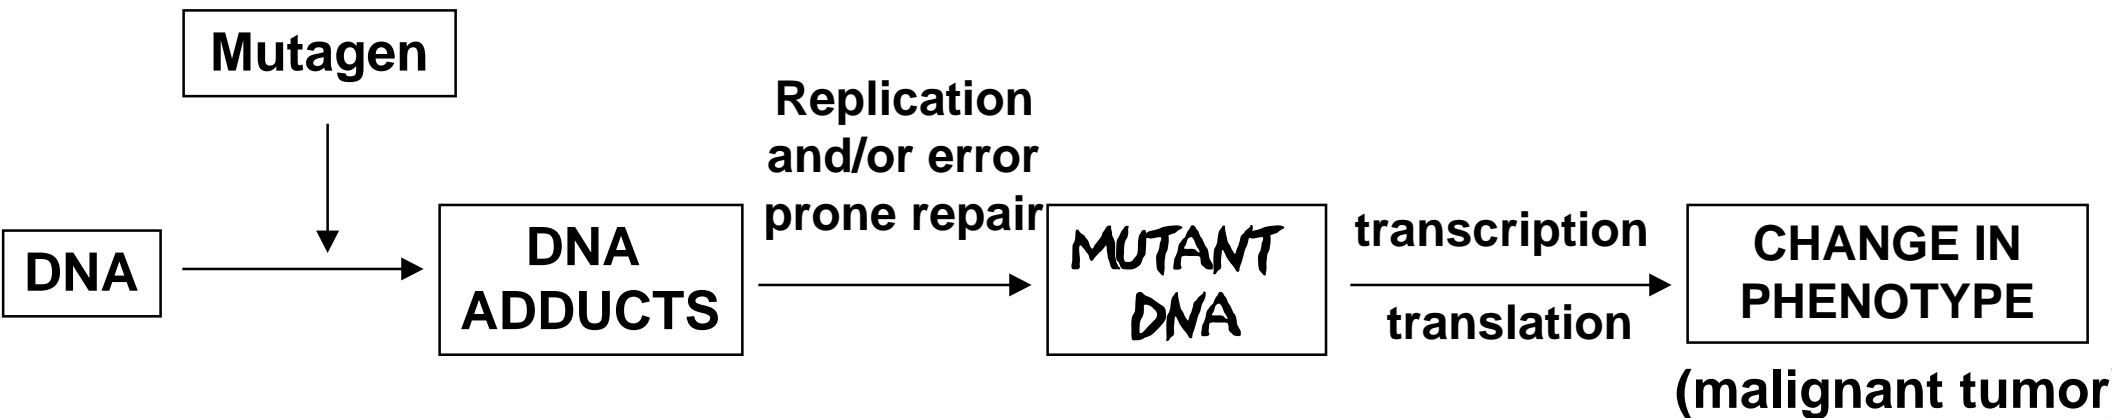 Mutagen
Replication
and/or error
prone repair
DNA
DNA
ADDUCTS
MUTANT
DNA
transcription
translation
CHANGE IN
PHENOTYPE
(malignant tumor